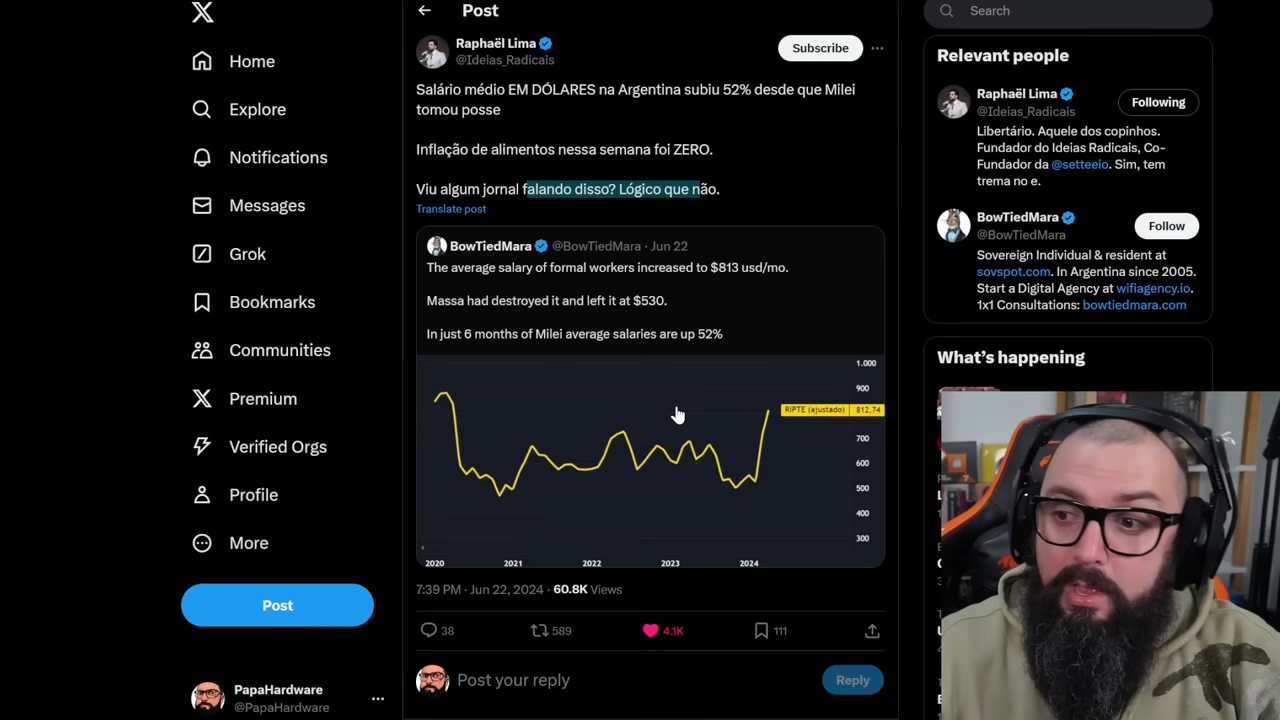 Post
Search
Raphaël Lima
@Ideias_Radicais
Subscribe
Salário médio EM DÓLARES na Argentina subiu 52% desde que Milei
tomou posse
Inflação de alimentos nessa semana foi ZERO.
Viu algum jornal falando disso? Lógico que não.
Translate post
BowTiedMara @BowTiedMara · Jun 22
The average salary of formal workers increased to $813 usd/mo.
Massa had destroyed it and left it at $530.
In just 6 months of Milei average salaries are up 52%
1.000
900
RIPTE (ajustado) 812,74
700
600
500
400
300
2020 2021 2022 2023 2024
7:39 PM · Jun 22, 2024 · 60.8K Views
38 589 4.1K 111
Post your reply
Reply
Home
Explore
Notifications
Messages
Grok
Bookmarks
Communities
Premium
Verified Orgs
Profile
More
Post
PapaHardware
@PapaHardware
Relevant people
Raphaël Lima
@Ideias_Radicais
Following
Libertário. Aquele dos copinhos.
Fundador do Ideias Radicais, Co-
Fundador da @setteeio. Sim, tem
trema no e.
BowTiedMara
@BowTiedMara
Follow
Sovereign Individual & resident at
sovspot.com. In Argentina since 2005.
Start a Digital Agency at wifiagency.io.
1x1 Consultations: bowtiedmara.com
What's happening